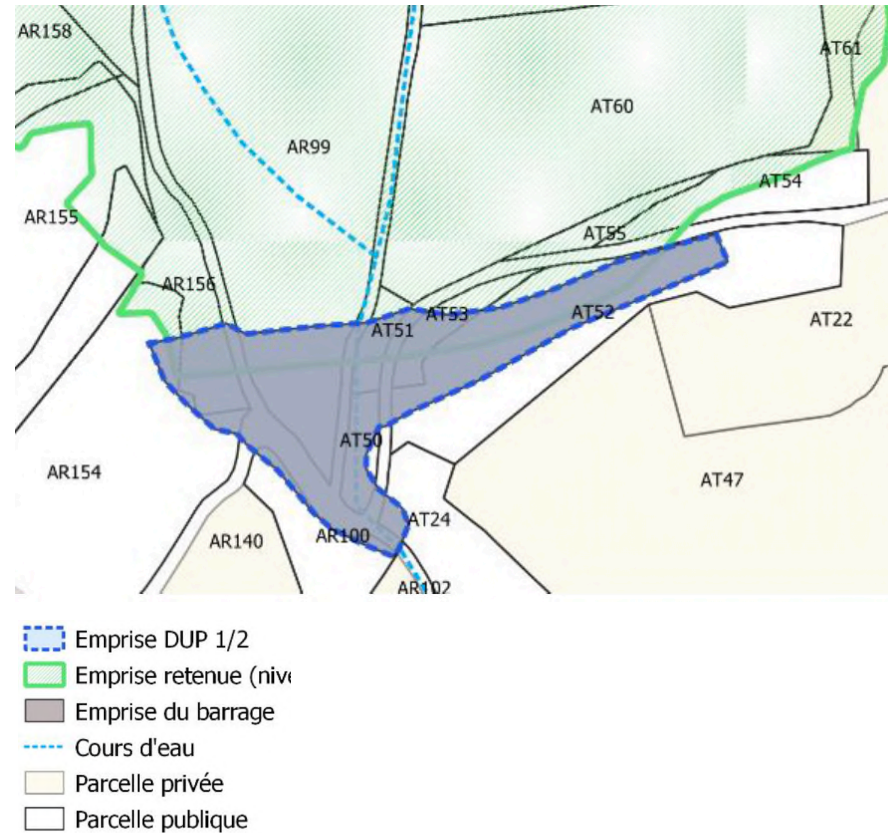 AR158
AT61
AT60
AR99
AT54
AR155
AT55
AR156
AT53
AT52
AT51
AT22
AT50
AR154
AT47
AT24
AR100
AR140
AR102
Emprise DUP 1/2
Emprise retenue (niv
Emprise du barrage
Cours d'eau
Parcelle privée
Parcelle publique